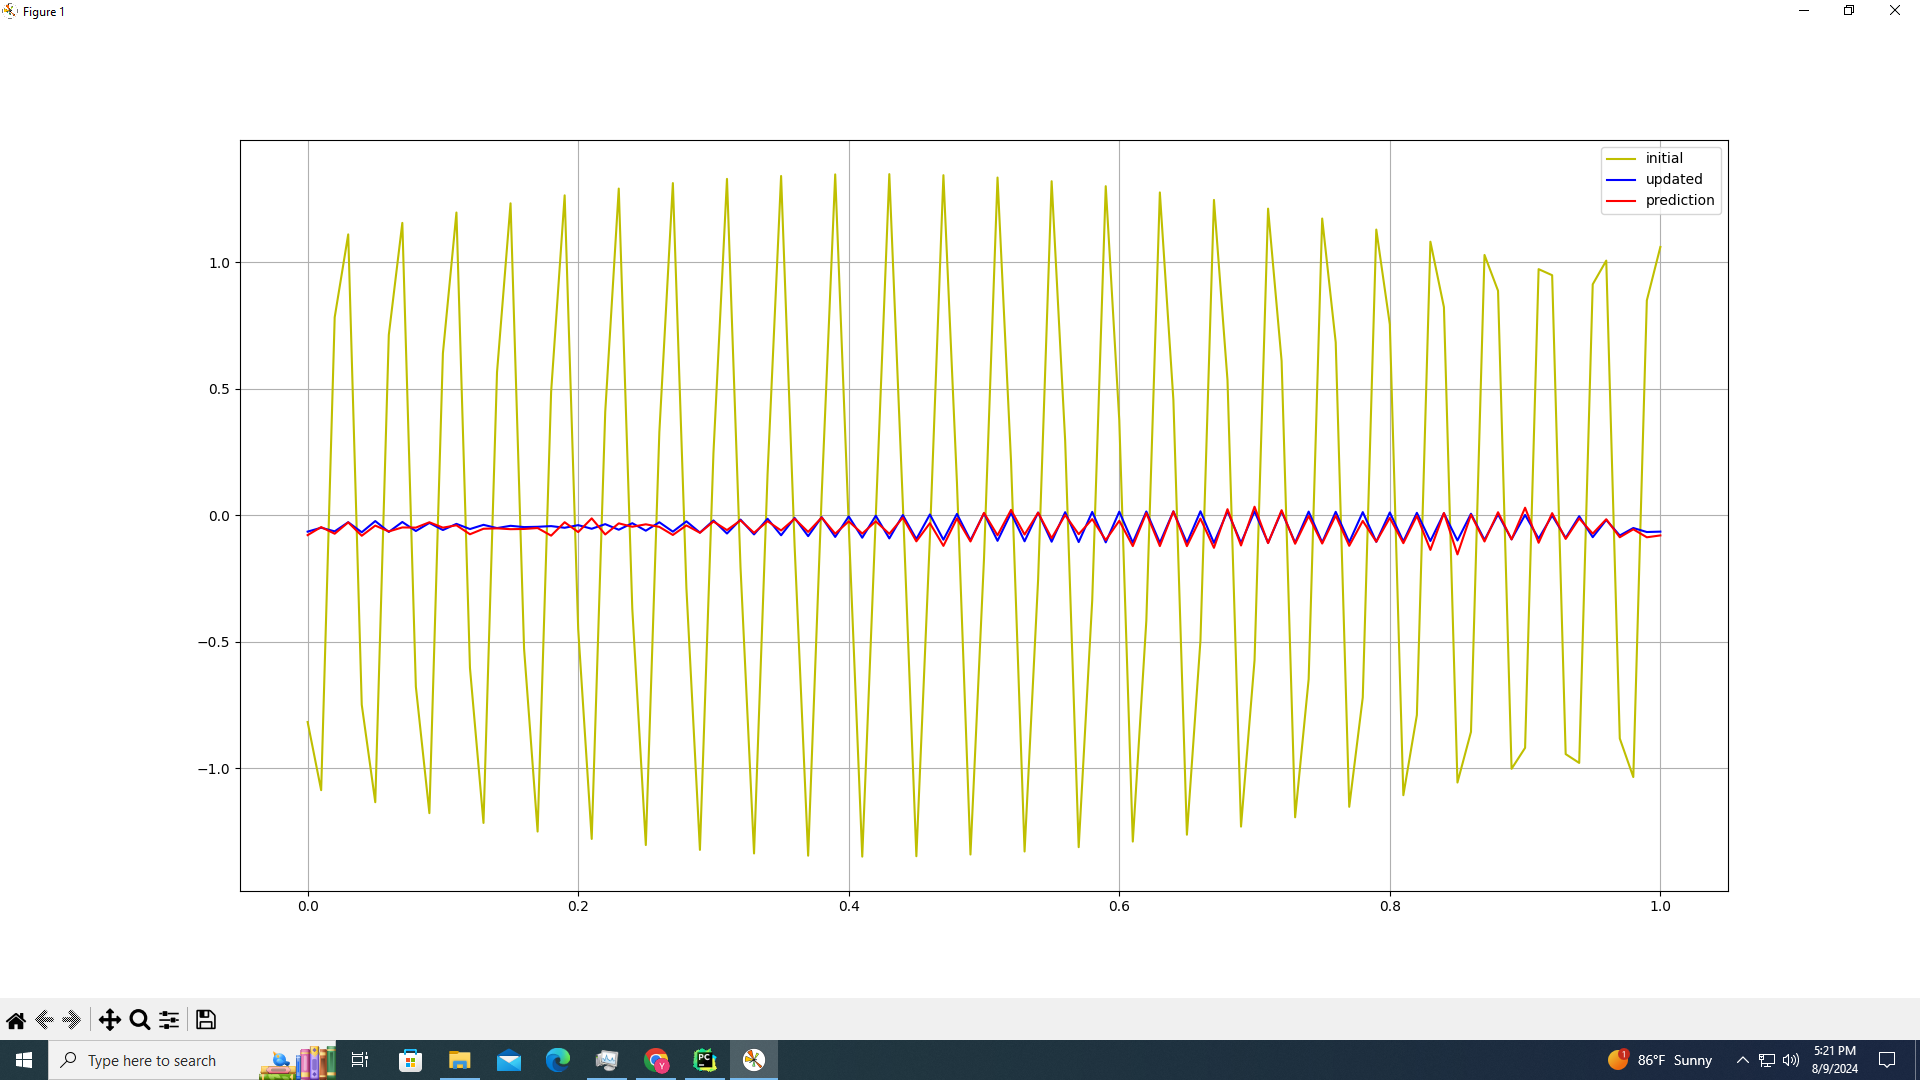 Figure 1
initial
updated
prediction
1.0
0.5
0.0
−0.5
−1.0
0.0 0.2 0.4 0.6 0.8 1.0
Type here to search
PC
Y
1
86°F Sunny
5:21 PM
8/9/2024